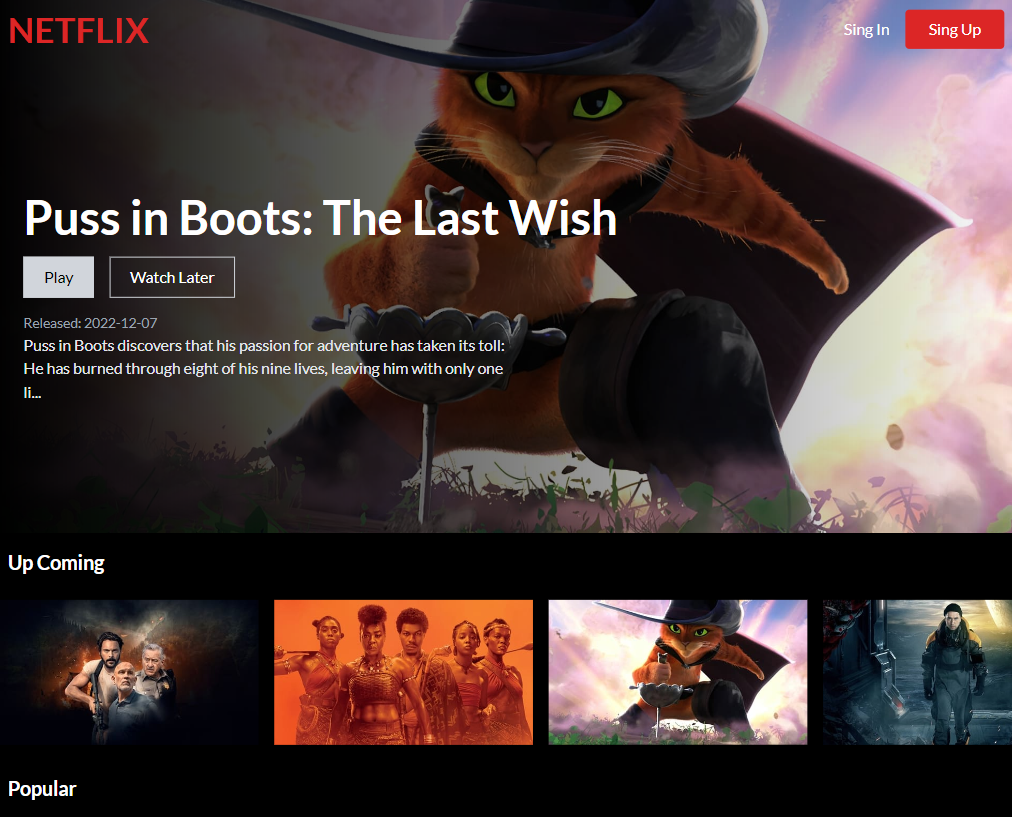 NETFLIX
Sing In
Sing Up
Puss in Boots: The Last Wish
Play
Watch Later
Released: 2022-12-07
Puss in Boots discovers that his passion for adventure has taken its toll:
He has burned through eight of his nine lives, leaving him with only one
li...
Up Coming
Popular